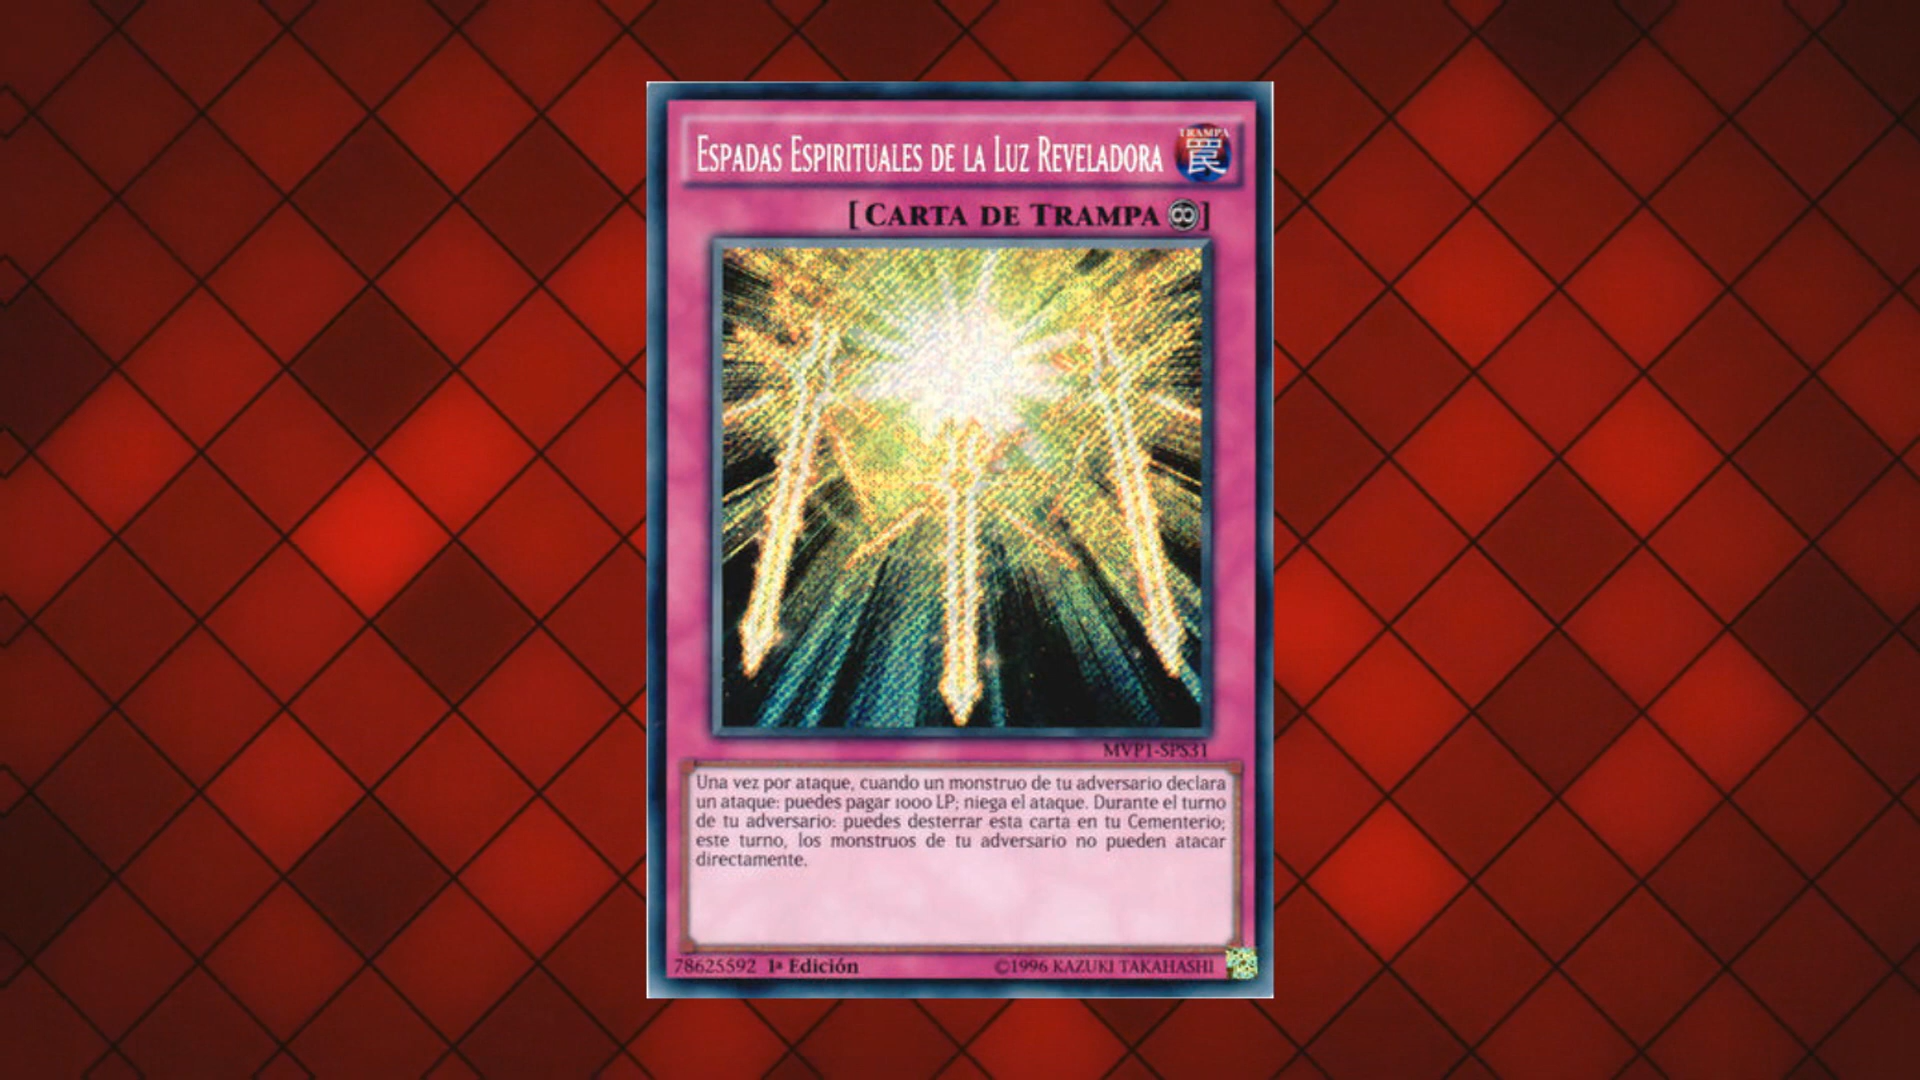 ESPADAS ESPIRITUALES DE LA LUZ REVELADORA
TRAMPA
罠
[CARTA DE TRAMPA]
MVP1-SPS31
Una vez por ataque, cuando un monstruo de tu adversario declara
un ataque: puedes pagar 1000 LP; niega el ataque. Durante el turno
de tu adversario: puedes desterrar esta carta en tu Cementerio;
este turno, los monstruos de tu adversario no pueden atacar
directamente.
78625592 1ª Edición
©1996 KAZUKI TAKAHASHI